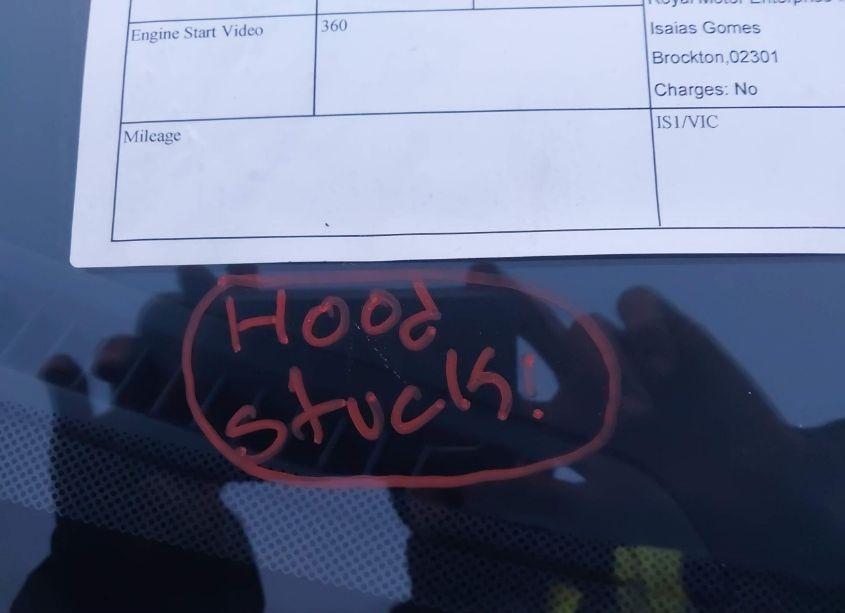 Engine Start Video
360
Isaias Gomes
Brockton,02301
Charges: No
Mileage
IS1/VIC
Hood
stuck!